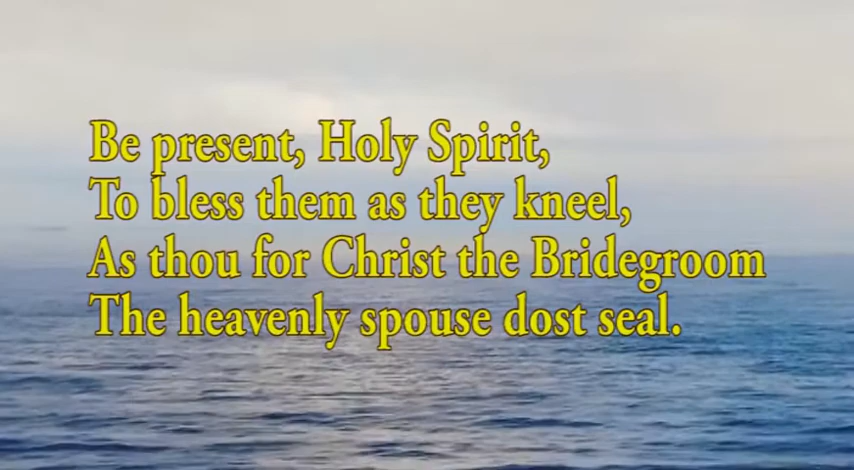 Be present, Holy Spirit,
To bless them as they kneel,
As thou for Christ the Bridegroom
The heavenly spouse dost seal.